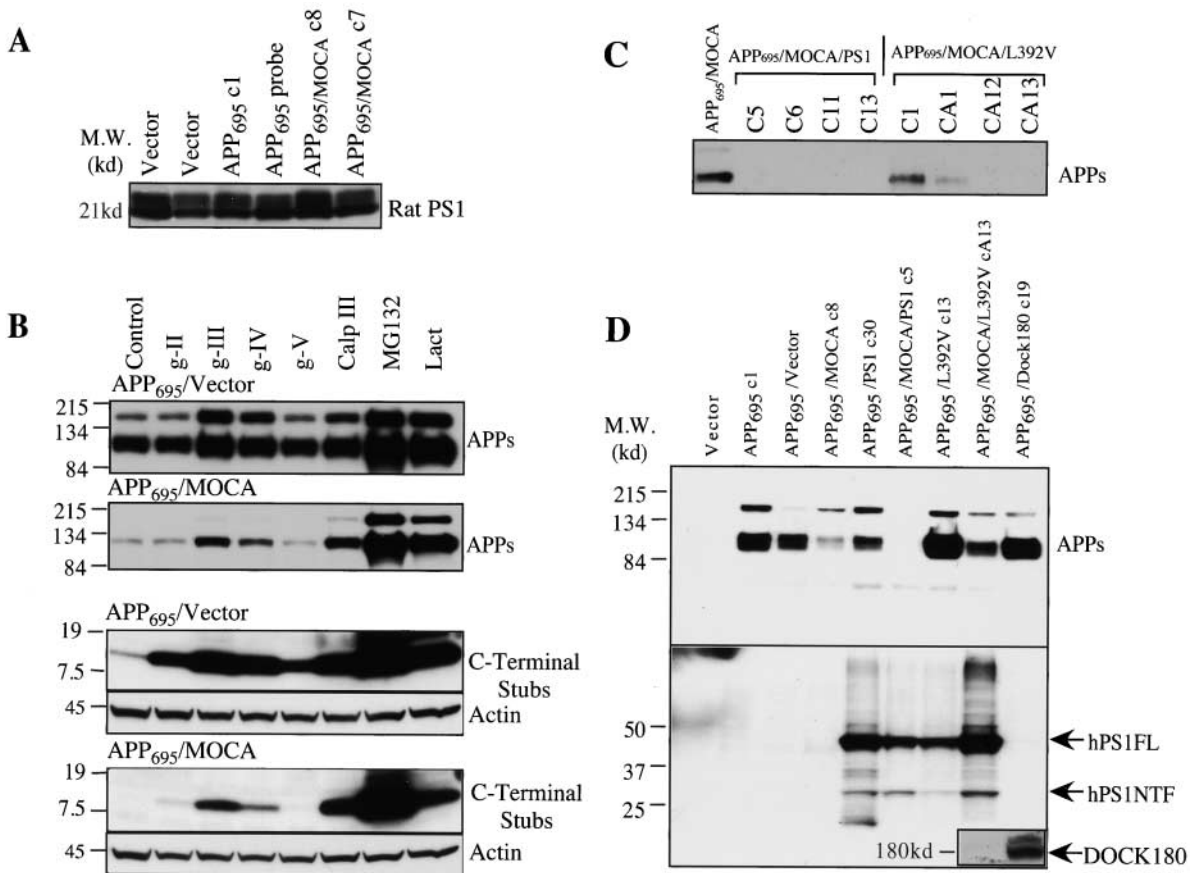 A
M.W.
(kd)
Vector
Vector
APP695 c1
APP695 probe
APP695/MOCA c8
APP695/MOCA c7
21kd
Rat PS1
B
Control
g-II
g-III
g-IV
g-V
Calp III
MG132
Lact
APP695/Vector
215
134
84
APPs
APP695/MOCA
215
134
84
APPs
APP695/Vector
19
7.5
C-Terminal
Stubs
45
Actin
APP695/MOCA
19
7.5
C-Terminal
Stubs
45
Actin
C
APP695/MOCA
APP695/MOCA/PS1
APP695/MOCA/L392V
C5
C6
C11
C13
C1
CA1
CA12
CA13
APPs
D
M.W.
(kd)
Vector
APP695 c1
APP695/Vector
APP695/MOCA c8
APP695/PS1 c30
APP695/MOCA/PS1 c5
APP695/L392V c13
APP695/MOCA/L392V cA13
APP695/Dock180 c19
215
134
84
APPs
50
37
25
hPS1FL
hPS1NTF
180kd
DOCK180